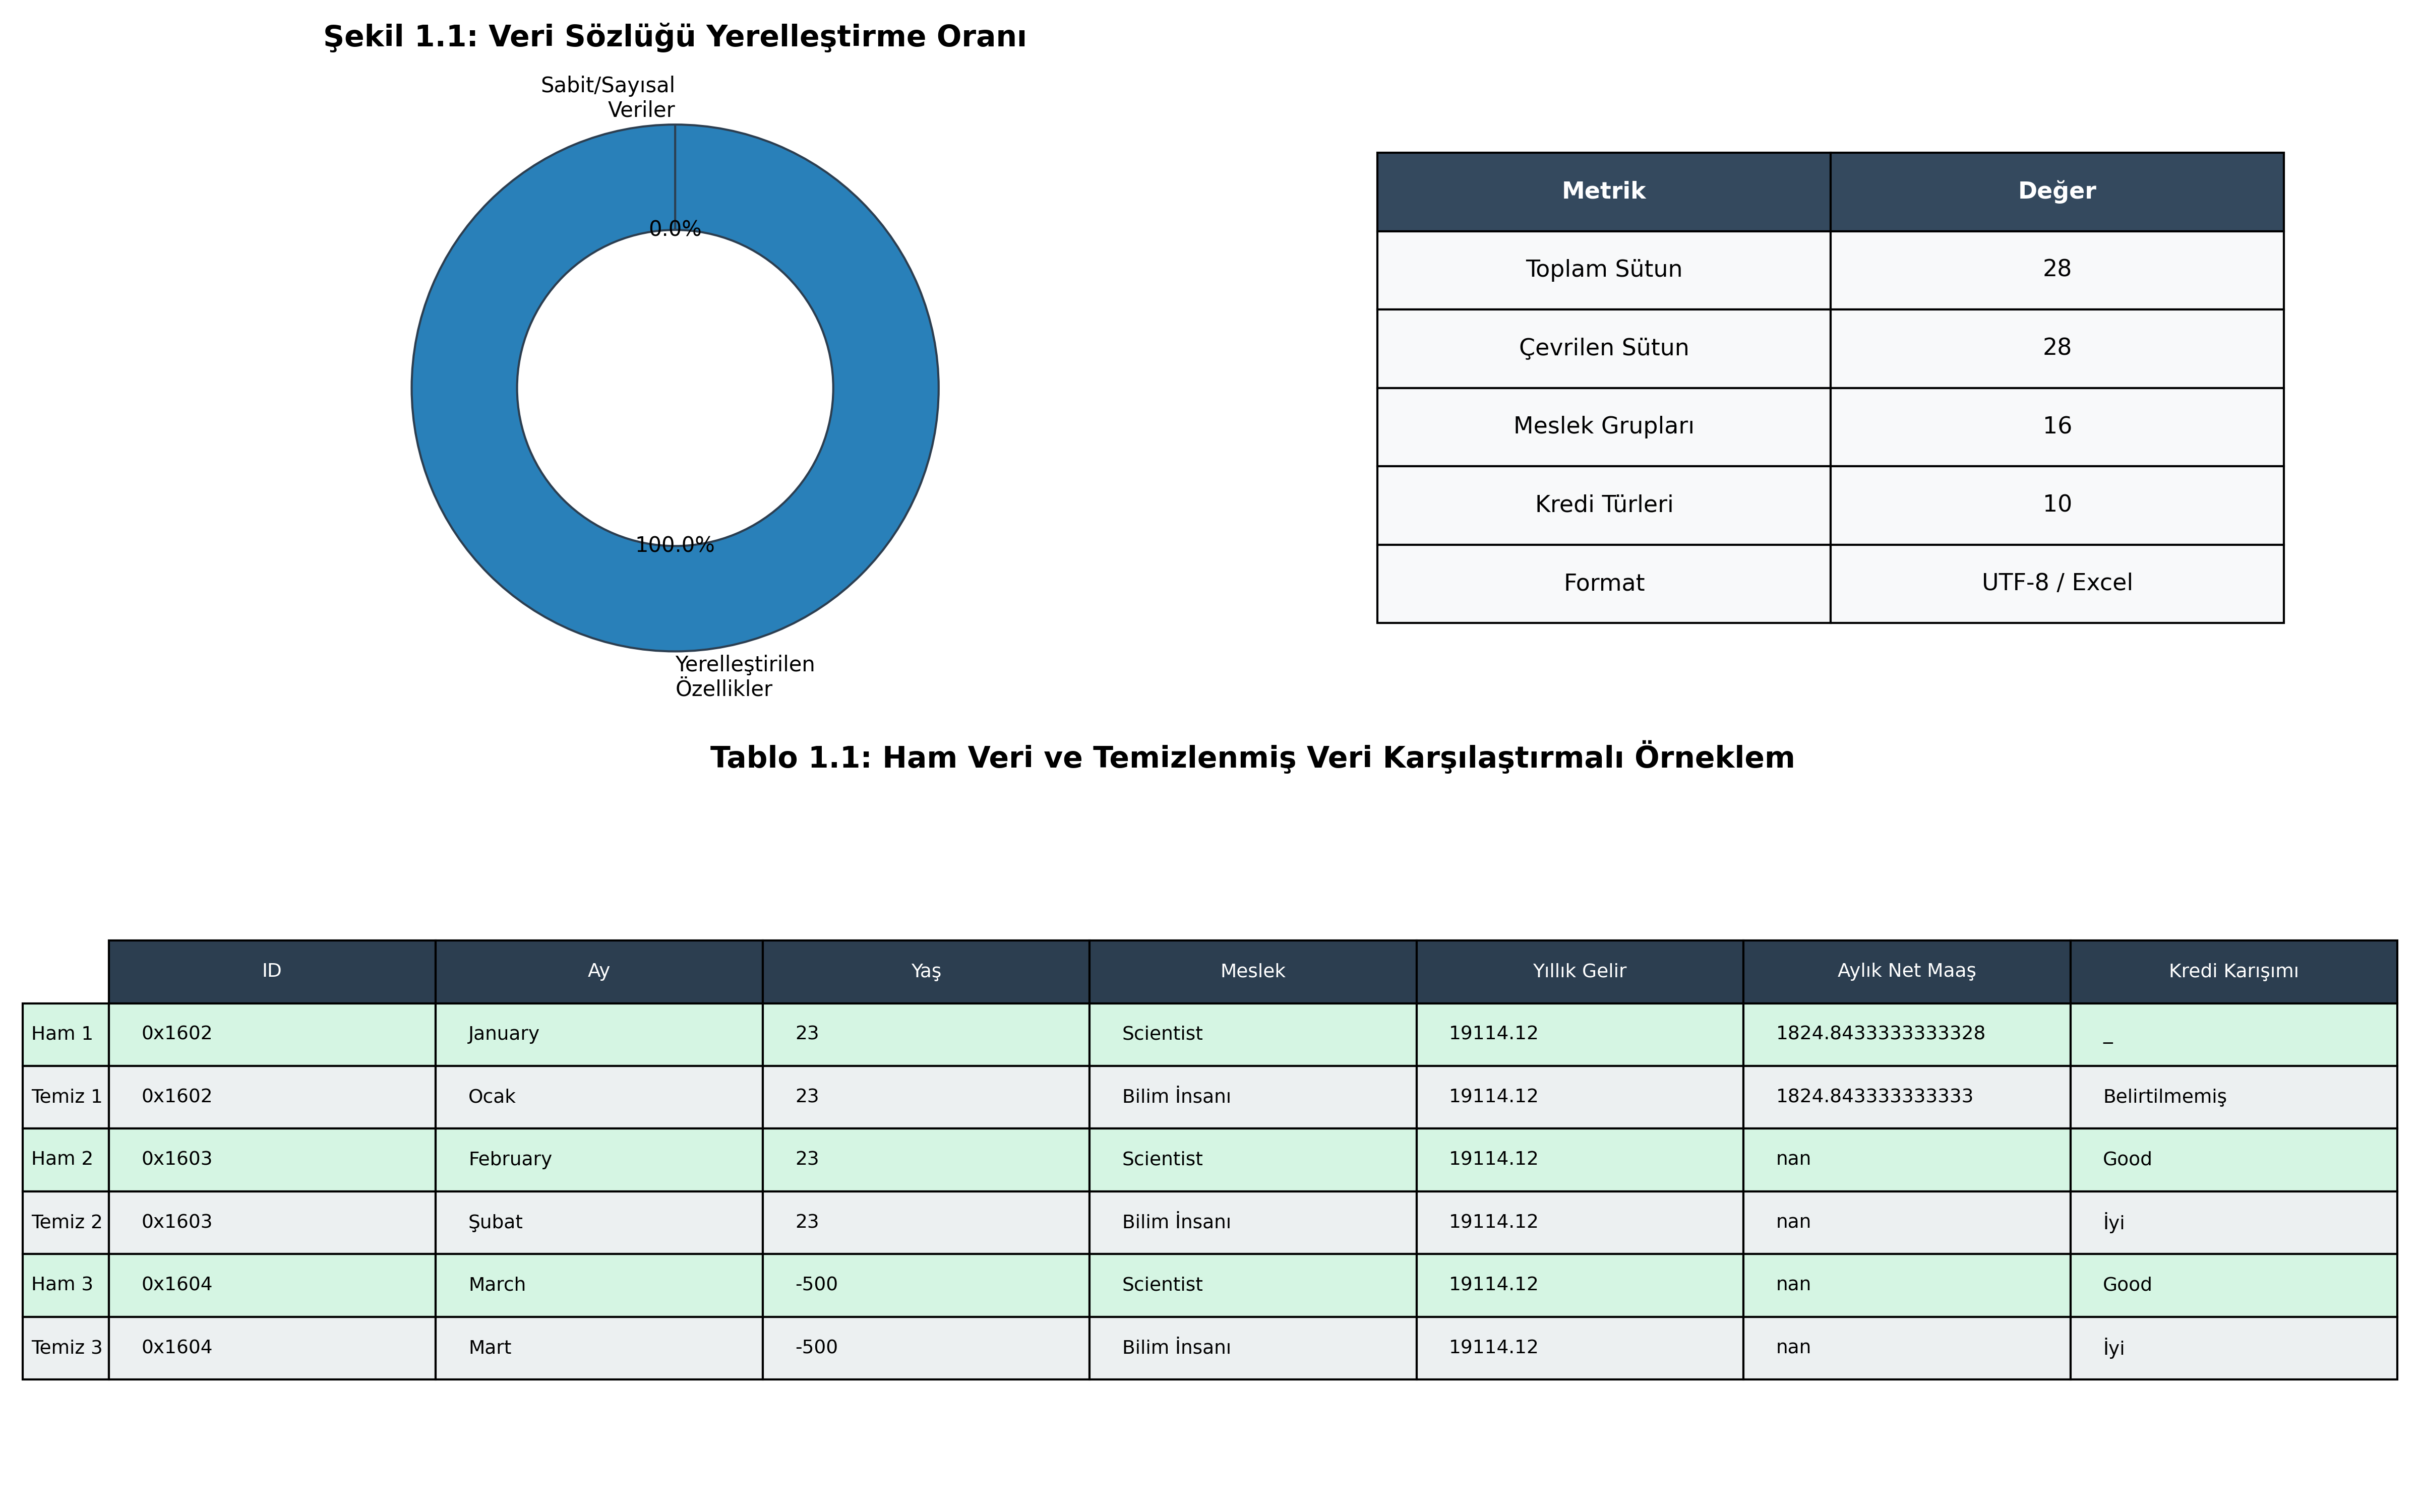 Şekil 1.1: Veri Sözlüğü Yerelleştirme Oranı
Sabit/Sayısal
Veriler
0.0%
100.0%
Yerelleştirilen
Özellikler
Metrik Değer
Toplam Sütun 28
Çevrilen Sütun 28
Meslek Grupları 16
Kredi Türleri 10
Format UTF-8 / Excel
Tablo 1.1: Ham Veri ve Temizlenmiş Veri Karşılaştırmalı Örneklem
ID Ay Yaş Meslek Yıllık Gelir Aylık Net Maaş Kredi Karışımı
Ham 1 0x1602 January 23 Scientist 19114.12 1824.8433333333328 _
Temiz 1 0x1602 Ocak 23 Bilim İnsanı 19114.12 1824.843333333333 Belirtilmemiş
Ham 2 0x1603 February 23 Scientist 19114.12 nan Good
Temiz 2 0x1603 Şubat 23 Bilim İnsanı 19114.12 nan İyi
Ham 3 0x1604 March -500 Scientist 19114.12 nan Good
Temiz 3 0x1604 Mart -500 Bilim İnsanı 19114.12 nan İyi